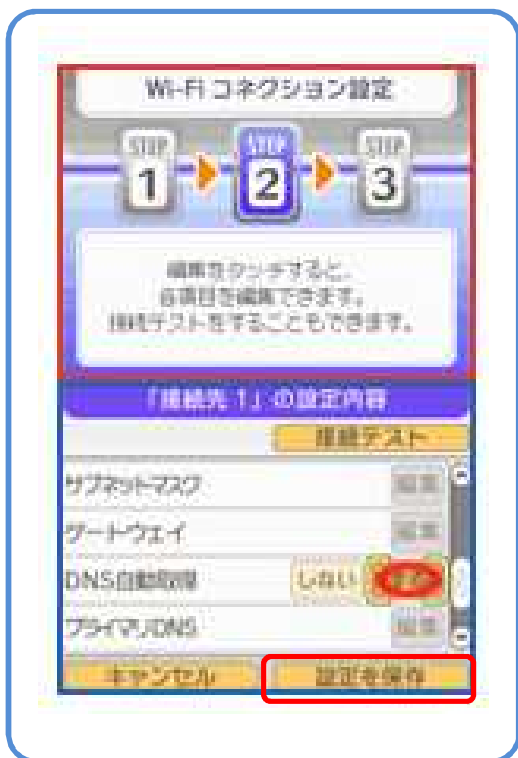 Wi-Fi コネクション設定
STEP 1
STEP 2
STEP 3
編集をタッチすると、
各項目を編集できます。
接続テストをすることもできます。
「接続先 1」の設定内容
接続テスト
サブネットマスク 編集
ゲートウェイ 編集
DNS自動取得 しない する
プライマリDNS 編集
キャンセル 設定を保存